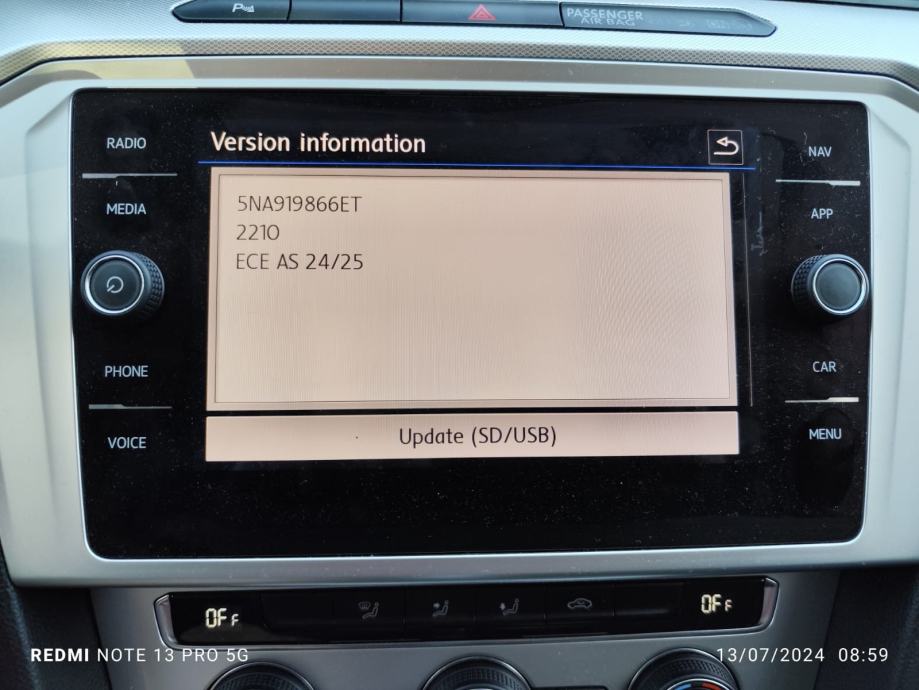 P
PASSENGER
AIR BAG
RADIO
MEDIA
PHONE
VOICE
Version information
5NA919866ET
2210
ECE AS 24/25
Update (SD/USB)
NAV
APP
CAR
MENU
OFF
OFF
REDMI NOTE 13 PRO 5G
13/07/2024 08:59